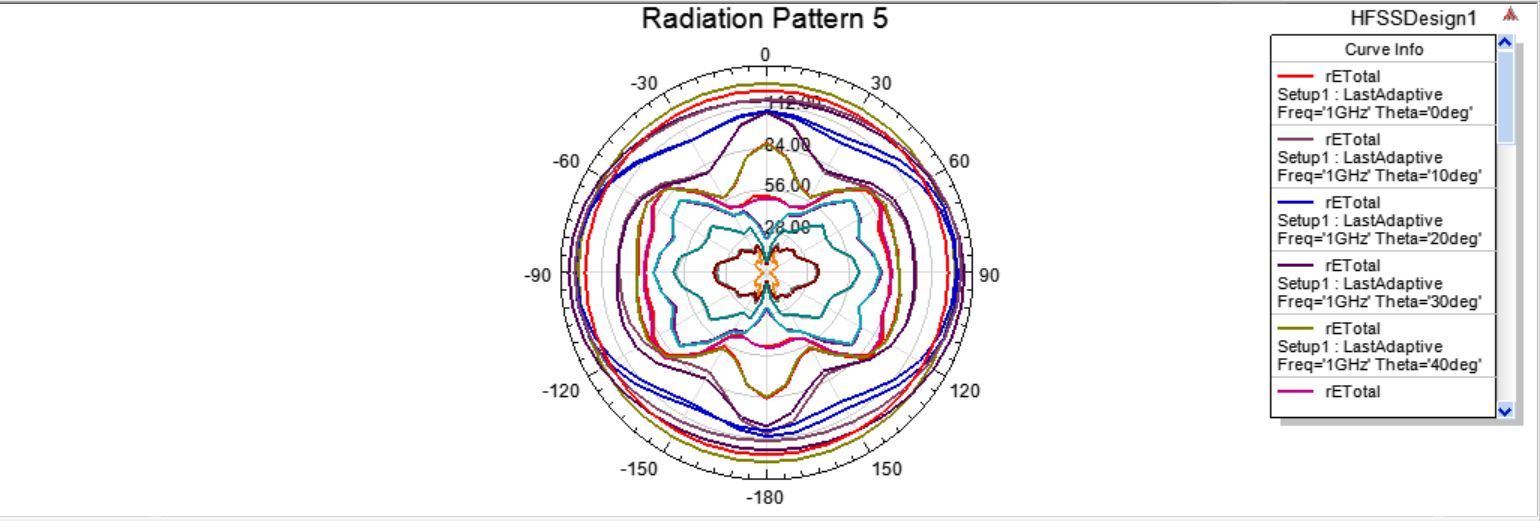 Radiation Pattern 5
HFSSDesign1
0
-30
30
-60
60
-90
90
-120
120
-150
150
-180
112.00
84.00
56.00
28.00
Curve Info
rETotal
Setup1 : LastAdaptive
Freq='1GHz' Theta='0deg'
rETotal
Setup1 : LastAdaptive
Freq='1GHz' Theta='10deg'
rETotal
Setup1 : LastAdaptive
Freq='1GHz' Theta='20deg'
rETotal
Setup1 : LastAdaptive
Freq='1GHz' Theta='30deg'
rETotal
Setup1 : LastAdaptive
Freq='1GHz' Theta='40deg'
rETotal